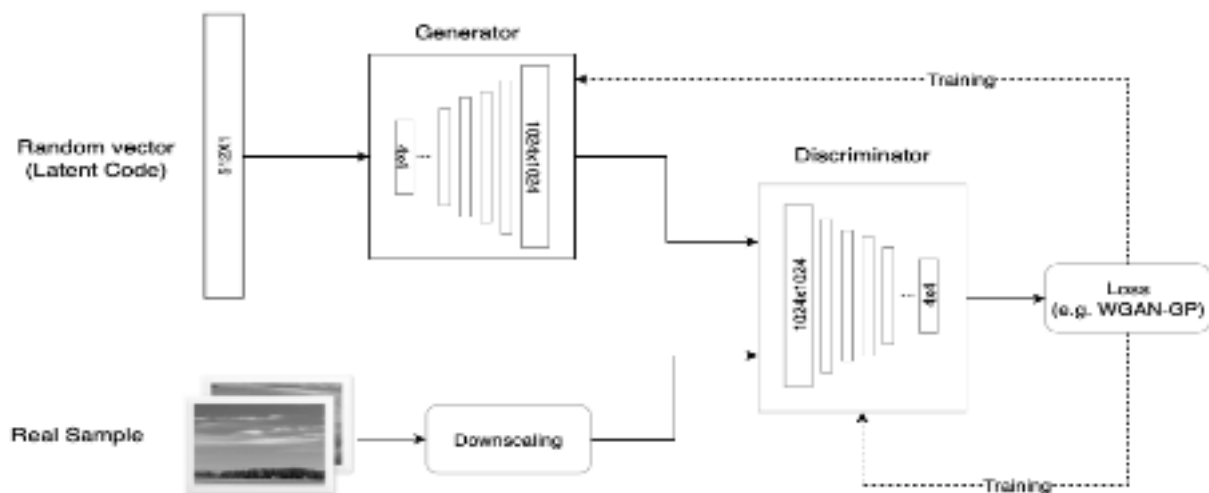 Generator
Training
Random vector
(Latent Code)
512X1
4x4
...
1024x1024
Discriminator
1024x1024
...
4x4
Loss
(e.g. WGAN-GP)
Real Sample
Downscaling
Training